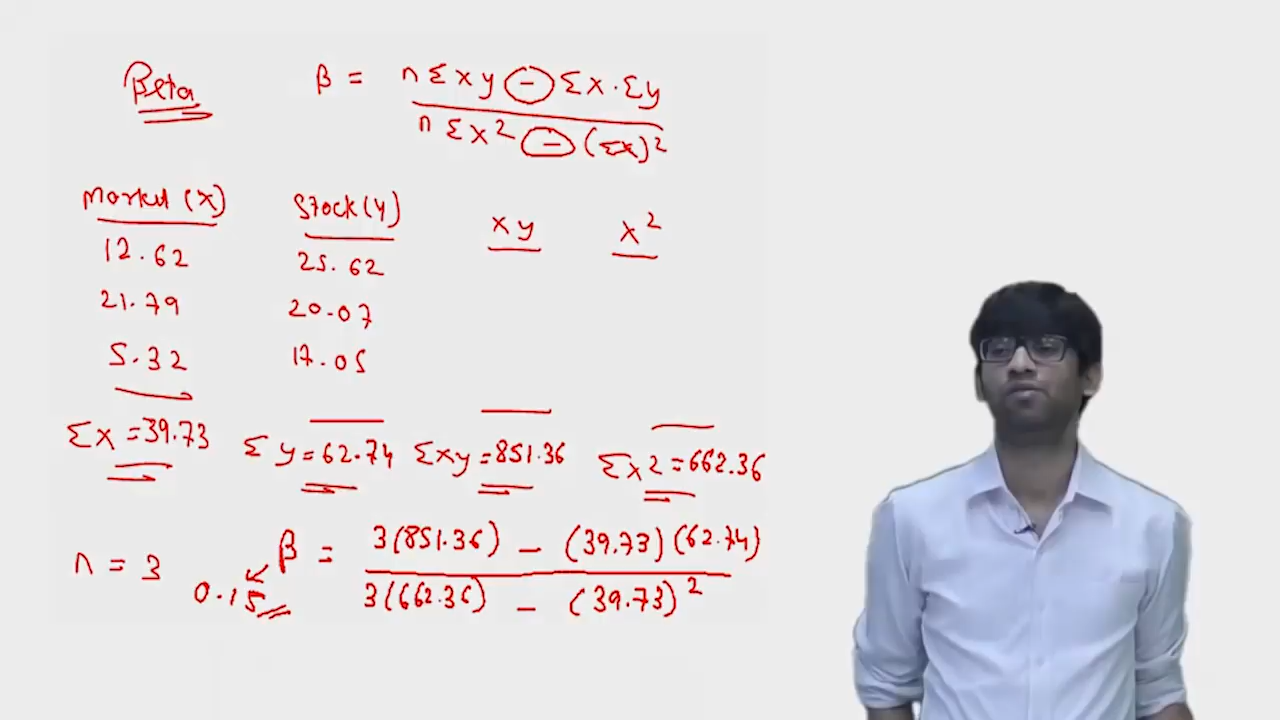 Beta β = nΣxy - Σx·Σy
nΣx² - (Σx)²
Market (X) Stock (Y) xy x²
12.62 25.62
21.79 20.07
5.32 17.05
Σx = 39.73 Σy = 62.74 Σxy = 851.36 Σx2 = 662.36
n = 3 β = 3(851.36) - (39.73)(62.74)
0.15 3(662.36) - (39.73)²